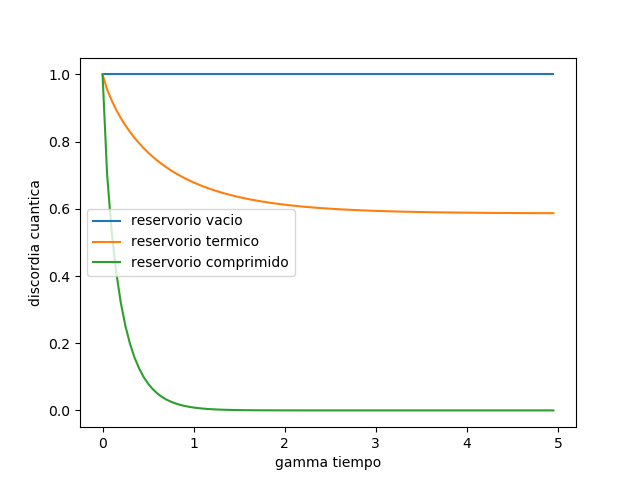 1.0
0.8
0.6
0.4
0.2
0.0
discordia cuantica
reservorio vacio
reservorio termico
reservorio comprimido
0 1 2 3 4 5
gamma tiempo